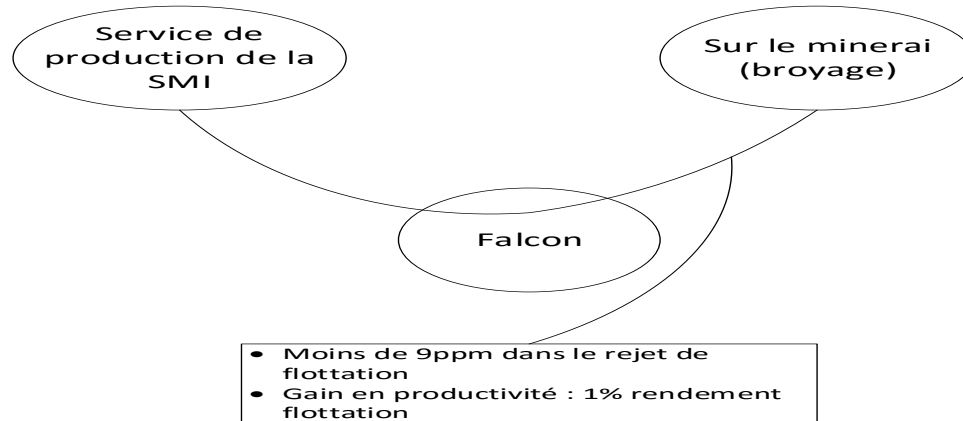 Service de
production de la
SMI
Sur le minerai
(broyage)
Falcon
• Moins de 9ppm dans le rejet de
flottation
• Gain en productivité : 1% rendement
flottation